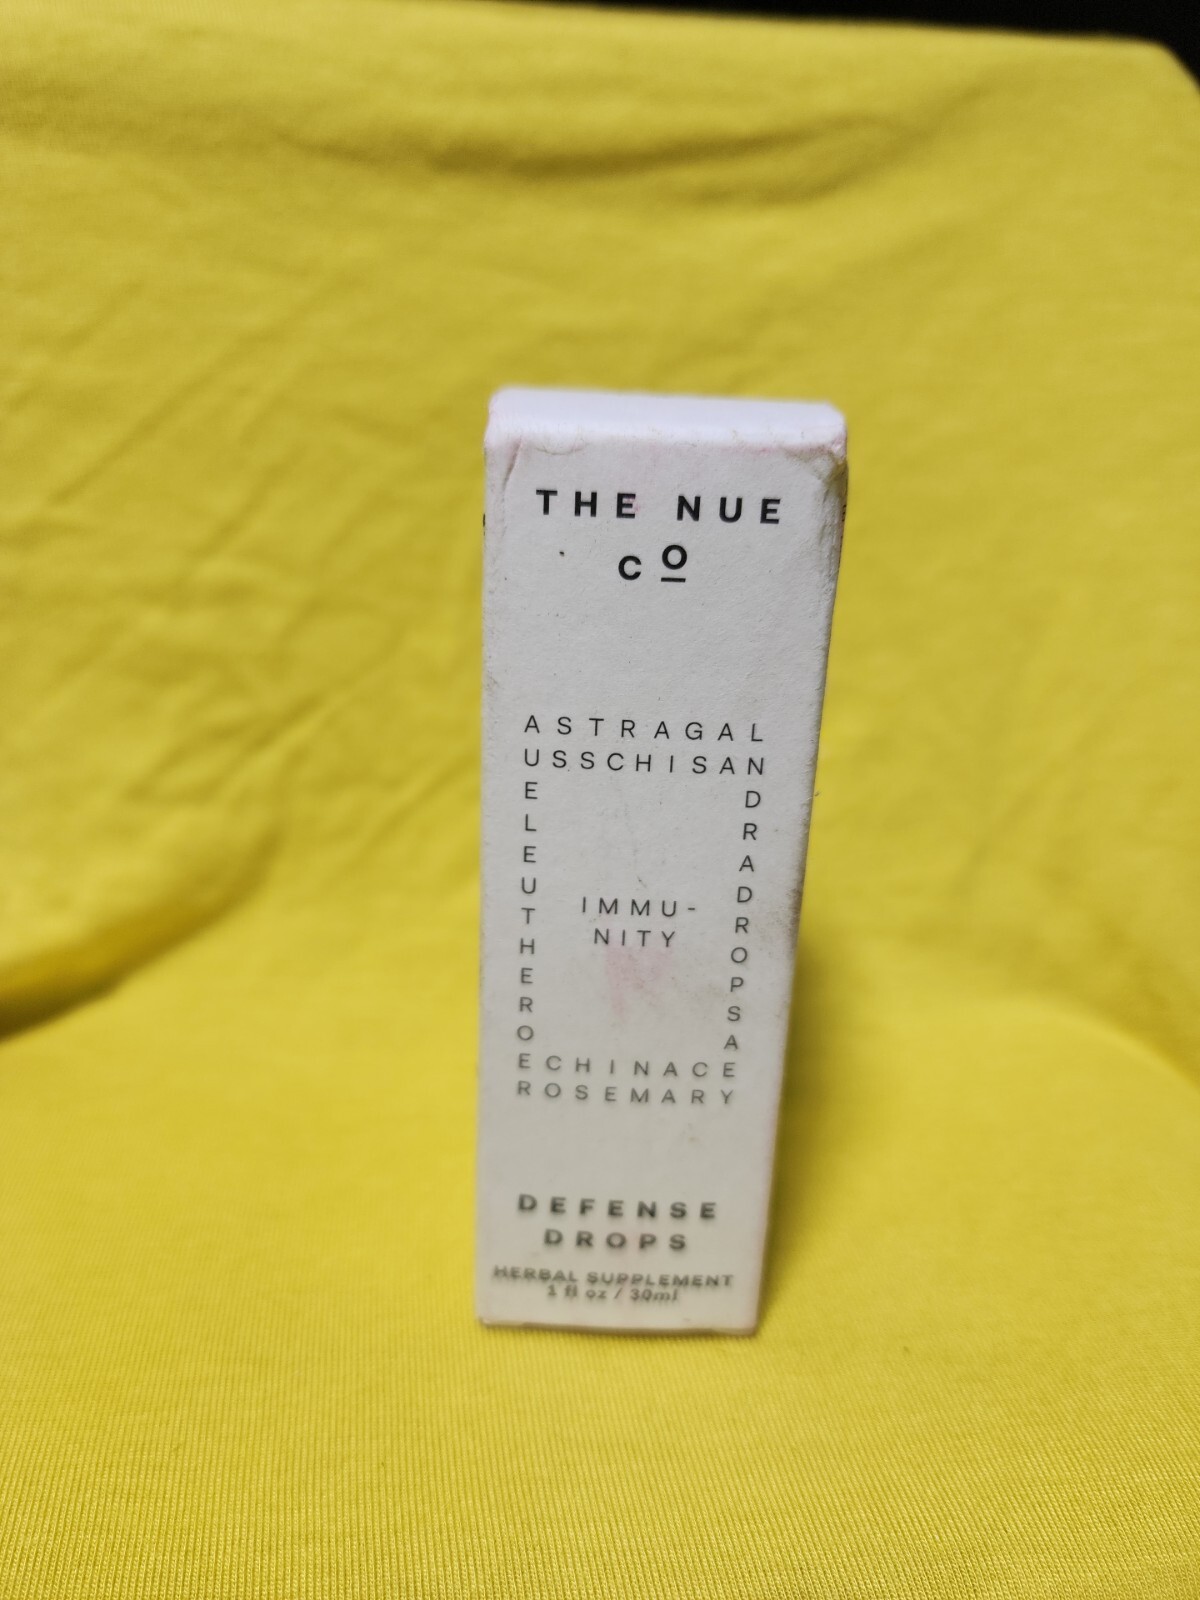 THE NUE
CO
ASTRAGAL
USSCHISAN
E
L
E
U
T
H
E
R
O
D
R
A
D
R
O
P
S
A
IMMU-
NITY
ECHINACE
ROSEMARY
DEFENSE
DROPS
HERBAL SUPPLEMENT
1 fl oz / 30ml